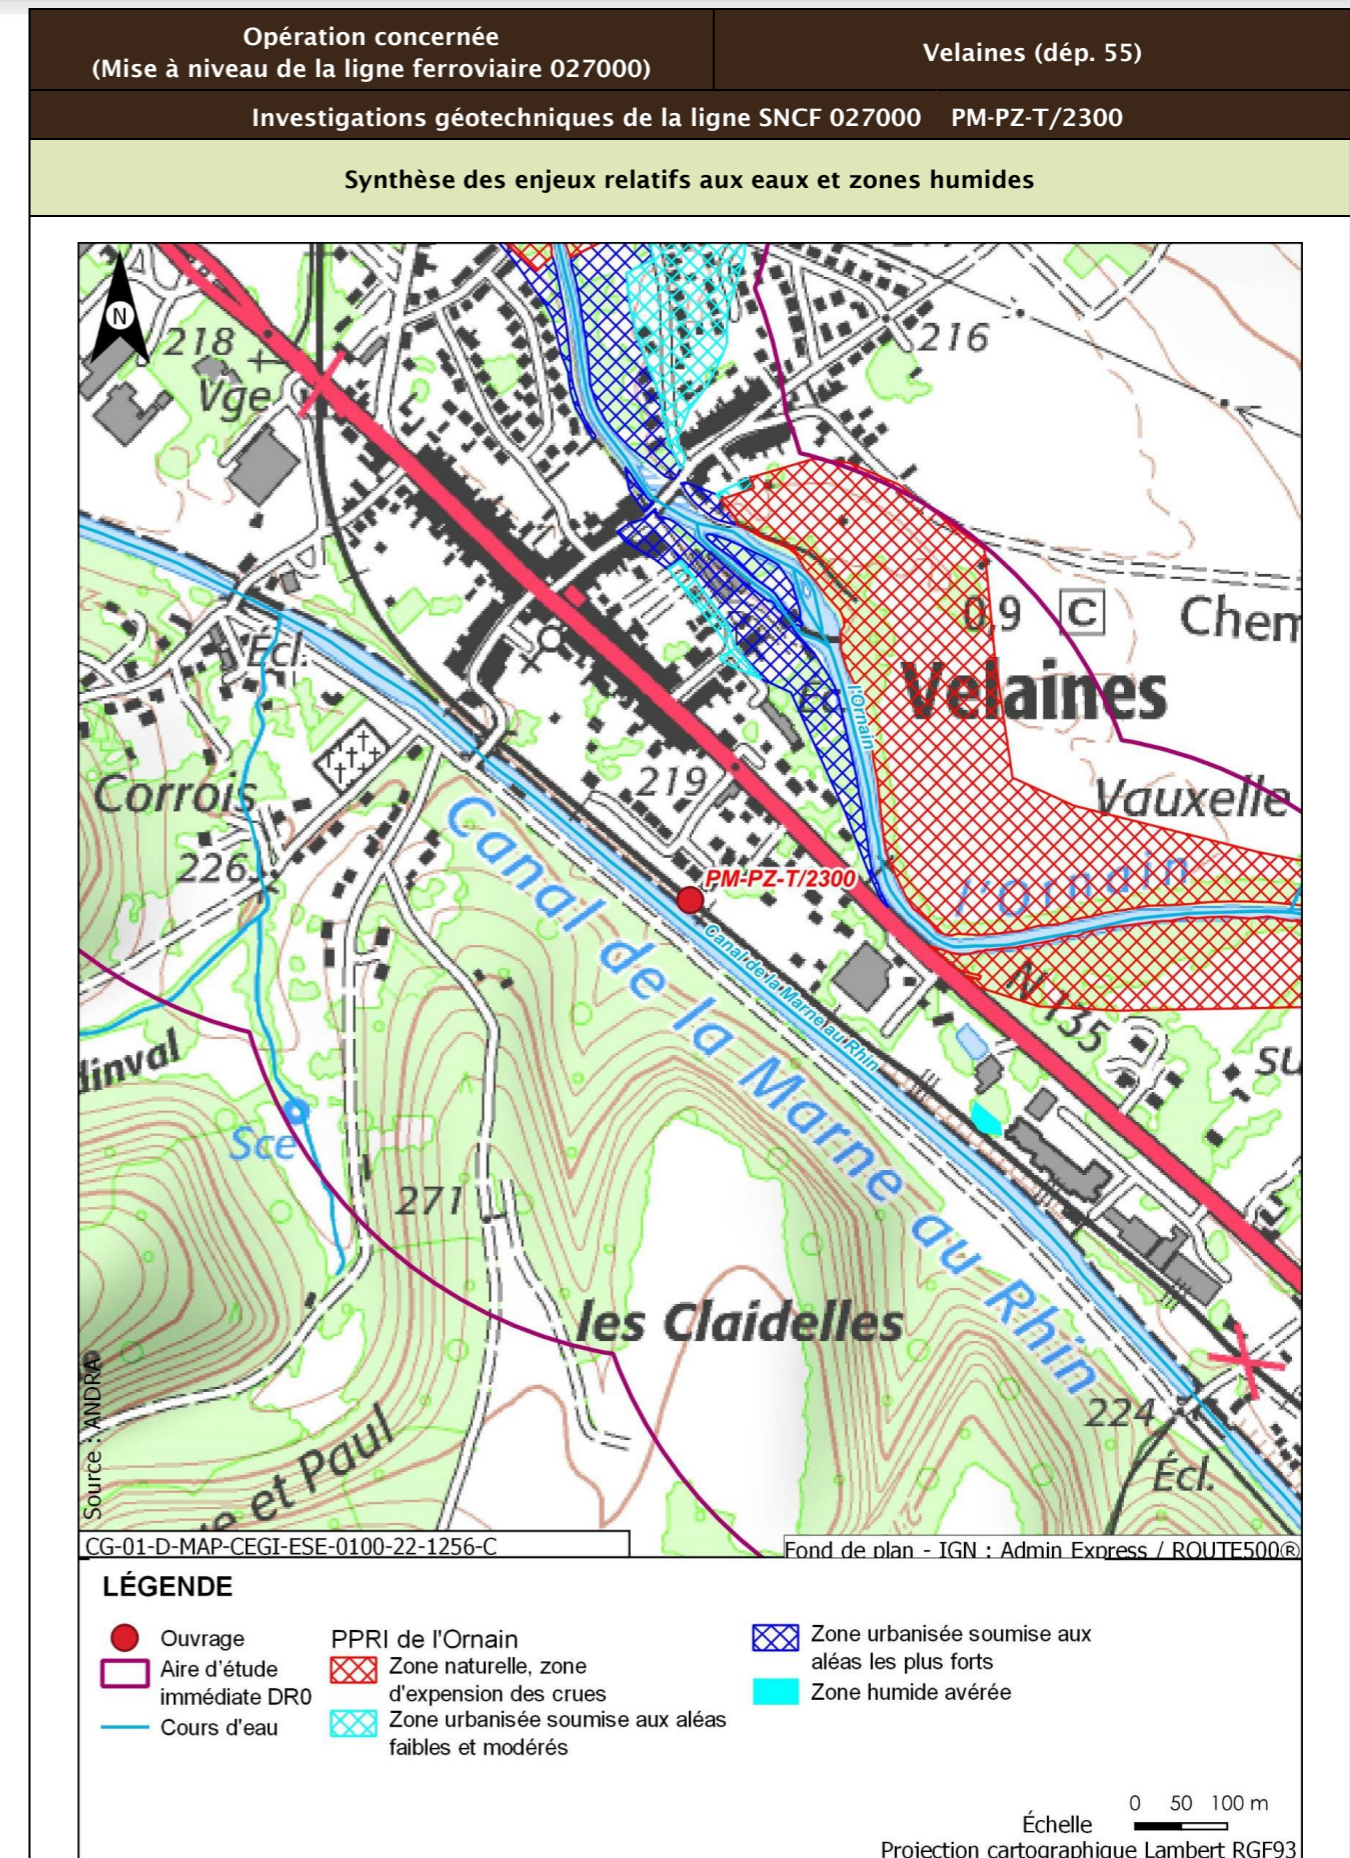 Opération concernée
(Mise à niveau de la ligne ferroviaire 027000)
Velaines (dép. 55)
Investigations géotechniques de la ligne SNCF 027000 PM-PZ-T/2300
Synthèse des enjeux relatifs aux eaux et zones humides
N
218
Vge
216
Écl.
0,9 C Chem
Velaines
l'Ornain
Corrois
219
Vauxelle
226
PM-PZ-T/2300
l'Ornain
Canal de la Marne au Rhin
Canal de la Marne au Rhin
N 135
dinval
su
Sce
271
les Claidelles
224
Écl.
ve et Paul
Source : ANDRA
CG-01-D-MAP-CEGI-ESE-0100-22-1256-C
Fond de plan - IGN : Admin Express / ROUTE500®
LÉGENDE
Ouvrage
Aire d'étude
immédiate DR0
Cours d'eau
PPRI de l'Ornain
Zone naturelle, zone
d'expension des crues
Zone urbanisée soumise aux aléas
faibles et modérés
Zone urbanisée soumise aux
aléas les plus forts
Zone humide avérée
0 50 100 m
Échelle
Projection cartographique Lambert RGF93